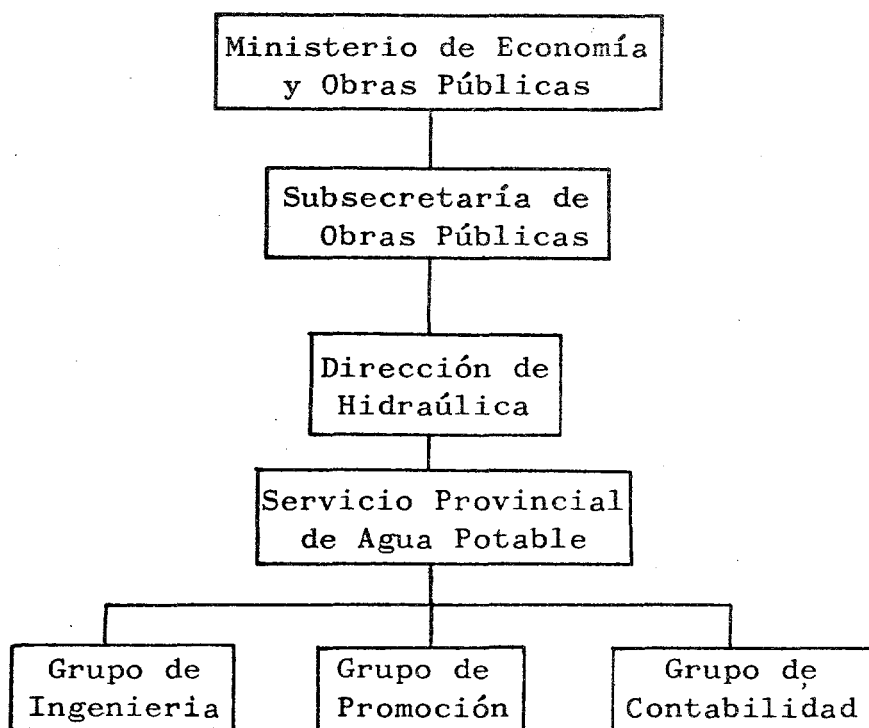 Ministerio de Economía
y Obras Públicas
Subsecretaría de
Obras Públicas
Dirección de
Hidraúlica
Servicio Provincial
de Agua Potable
Grupo de
Ingenieria
Grupo de
Promoción
Grupo de
Contabilidad